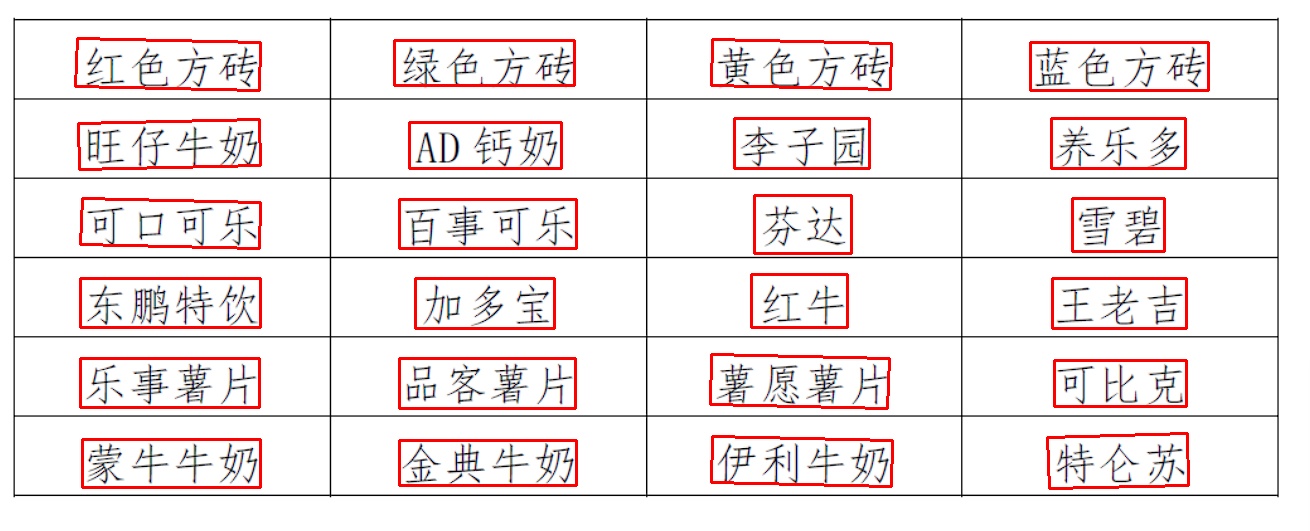 红色方砖 绿色方砖 黄色方砖 蓝色方砖
旺仔牛奶 AD钙奶 李子园 养乐多
可口可乐 百事可乐 芬达 雪碧
东鹏特饮 加多宝 红牛 王老吉
乐事薯片 品客薯片 薯愿薯片 可比克
蒙牛牛奶 金典牛奶 伊利牛奶 特仑苏